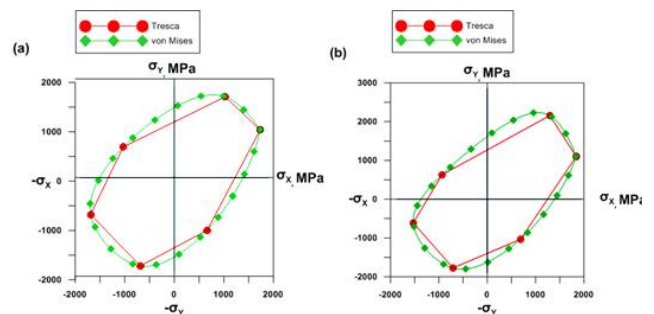 Tresca
von Mises
(a)
σY, MPa
2000
1000
0
-1000
-2000
-σX
σX, MPa
-2000 -1000 0 1000 2000
-σY
Tresca
von Mises
(b)
σY, MPa
3000
2000
1000
0
-1000
-2000
-σX
σX, MPa
-2000 -1000 0 1000 2000 3000